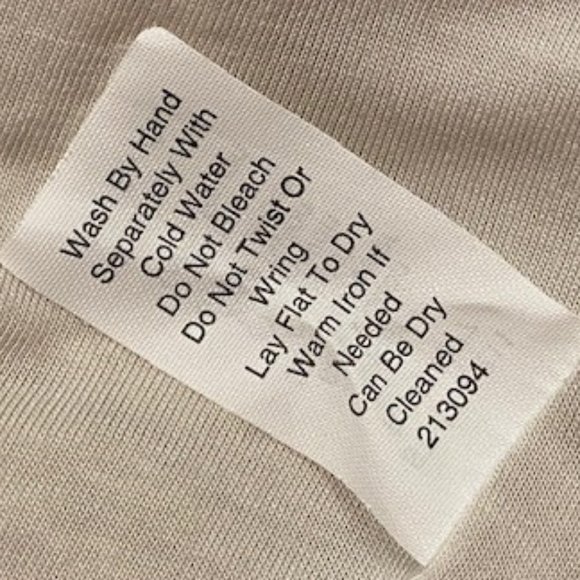 Wash By Hand
Separately With
Cold Water
Do Not Bleach
Do Not Twist Or
Wring
Lay Flat To Dry
Warm Iron If
Needed
Can Be Dry
Cleaned
213094